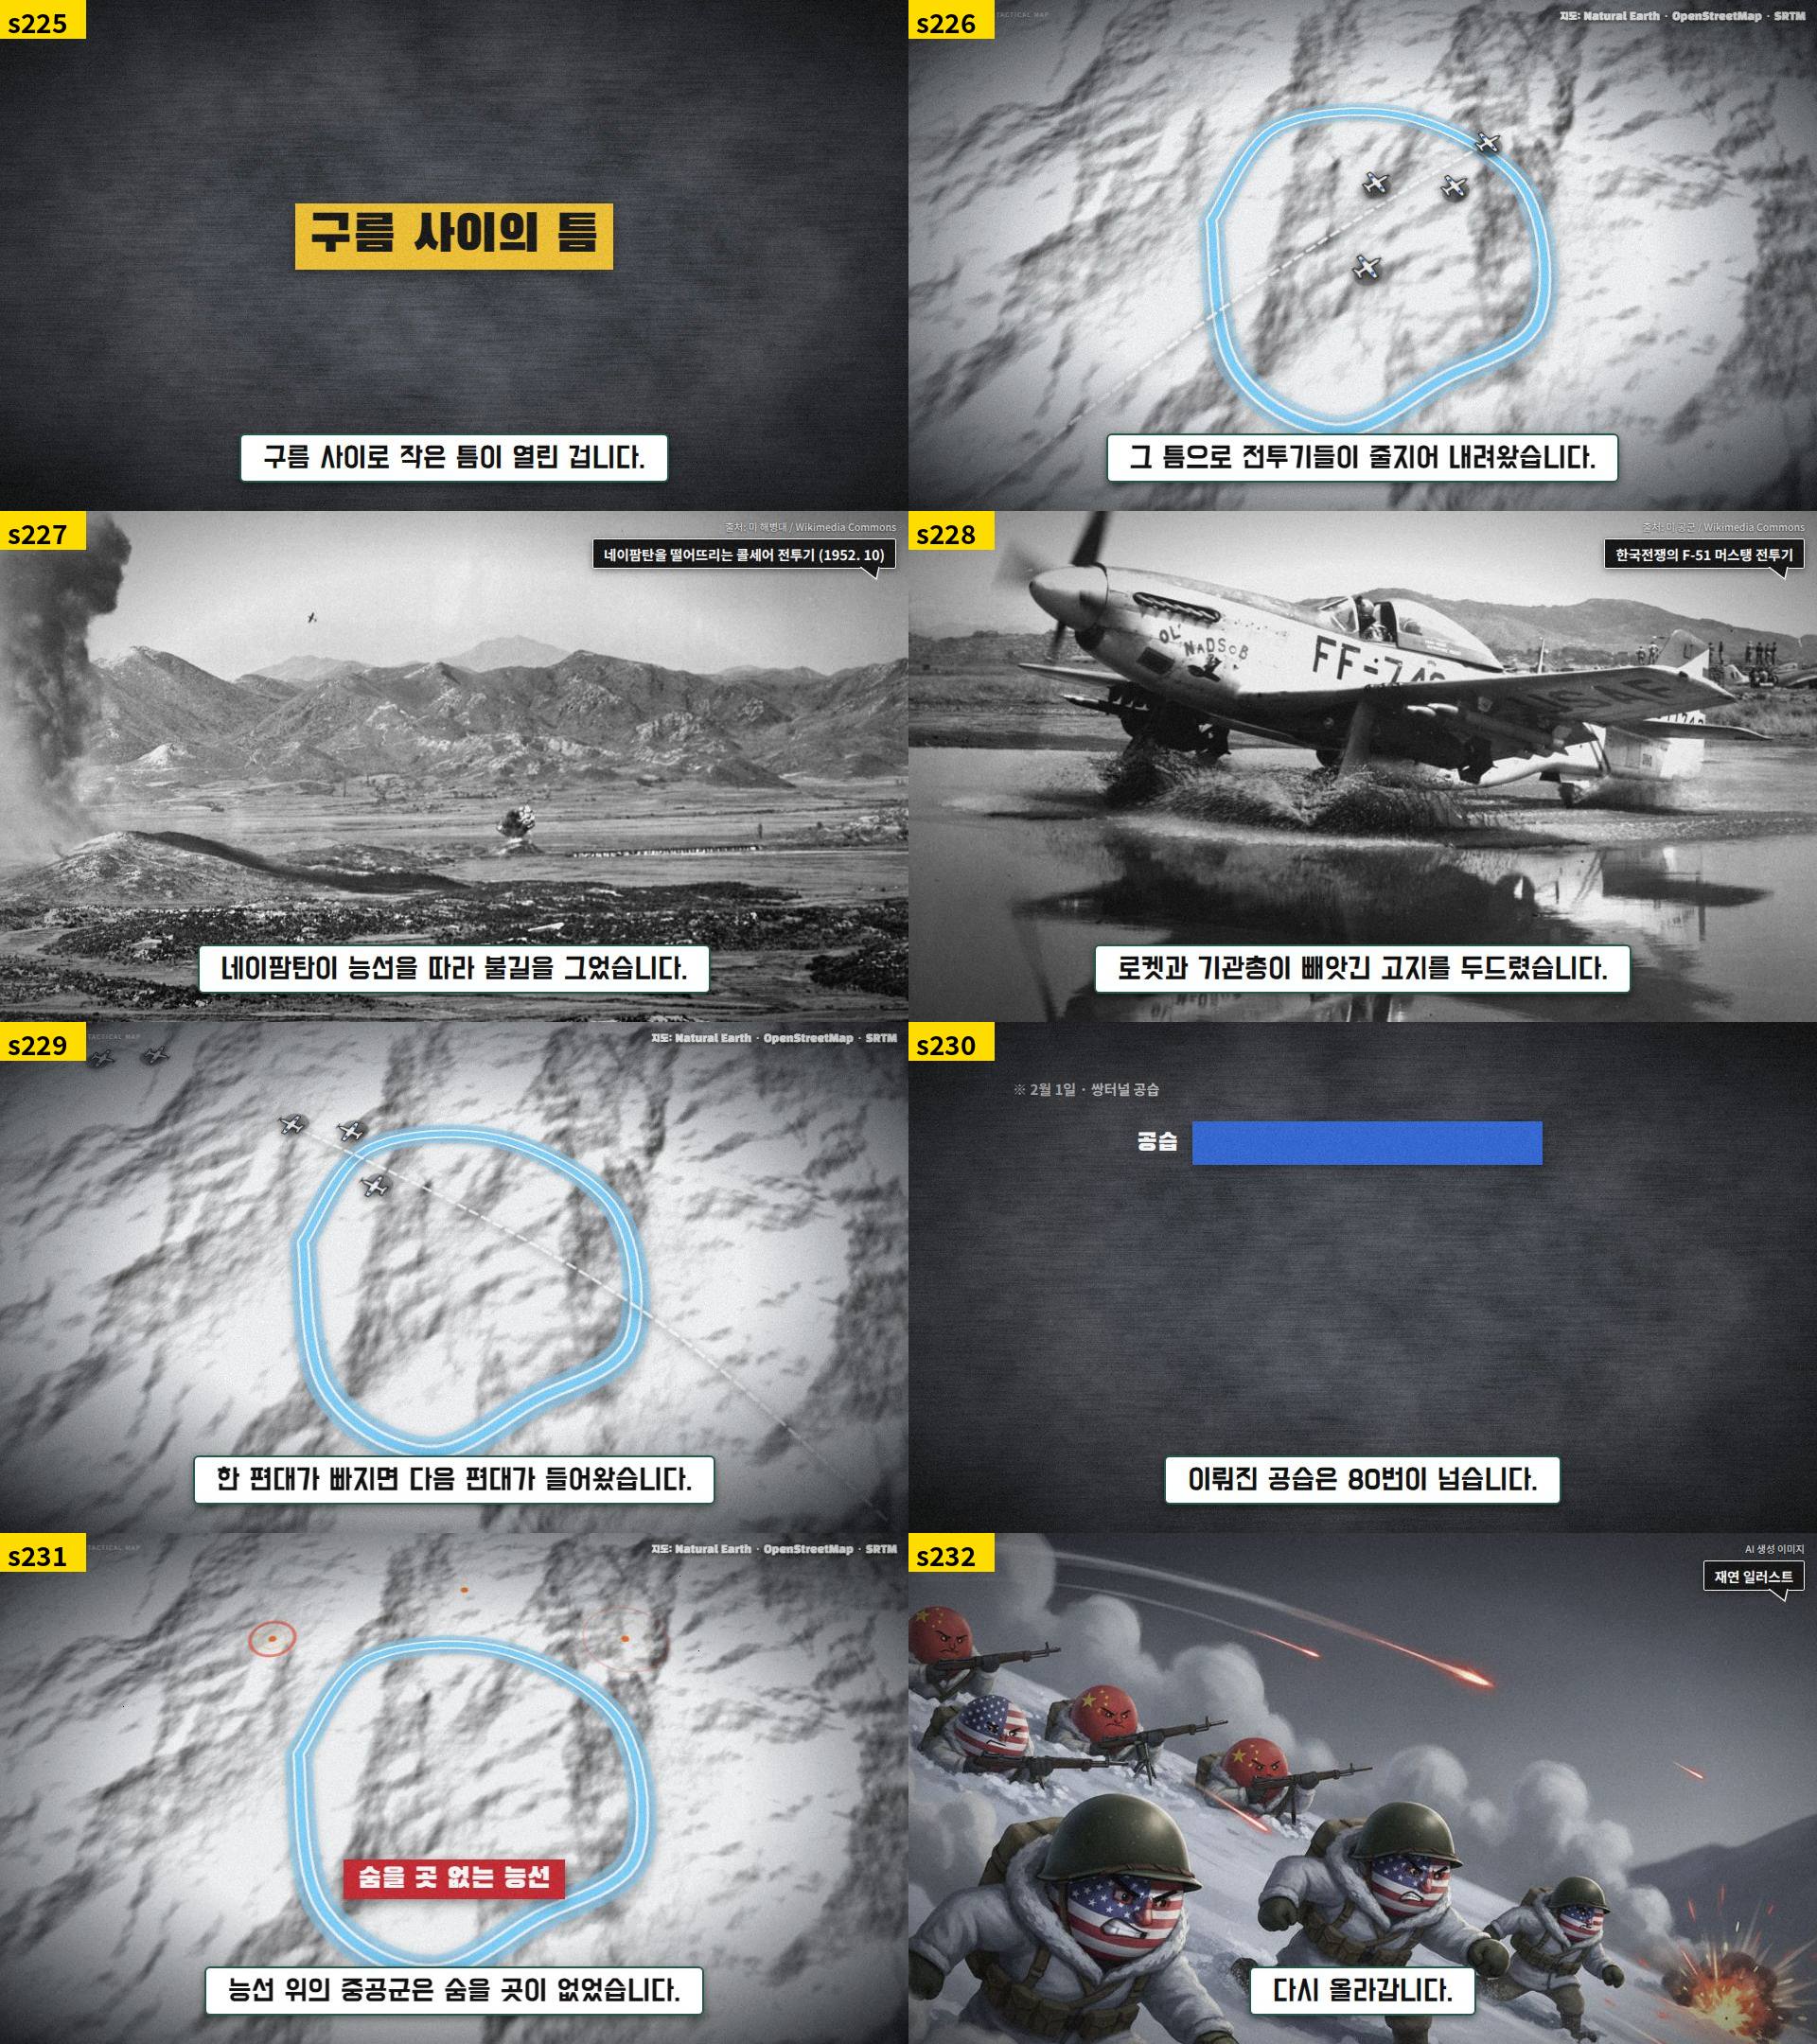 s225
구름 사이의 틈
구름 사이로 작은 틈이 열린 겁니다.
s226
TACTICAL MAP
지도: Natural Earth · OpenStreetMap · SRTM
그 틈으로 전투기들이 줄지어 내려왔습니다.
s227
출처: 미 해병대 / Wikimedia Commons
네이팜탄을 떨어뜨리는 콜세어 전투기 (1952. 10)
네이팜탄이 능선을 따라 불길을 그었습니다.
s228
출처: 미 공군 / Wikimedia Commons
한국전쟁의 F-51 머스탱 전투기
OL'
NADSOB
FF-74
로켓과 기관총이 빼앗긴 고지를 두드렸습니다.
s229
TACTICAL MAP
지도: Natural Earth · OpenStreetMap · SRTM
한 편대가 빠지면 다음 편대가 들어왔습니다.
s230
※ 2월 1일 · 쌍터널 공습
공습
이뤄진 공습은 80번이 넘습니다.
s231
TACTICAL MAP
지도: Natural Earth · OpenStreetMap · SRTM
숨을 곳 없는 능선
능선 위의 중공군은 숨을 곳이 없었습니다.
s232
AI 생성 이미지
재연 일러스트
다시 올라갑니다.